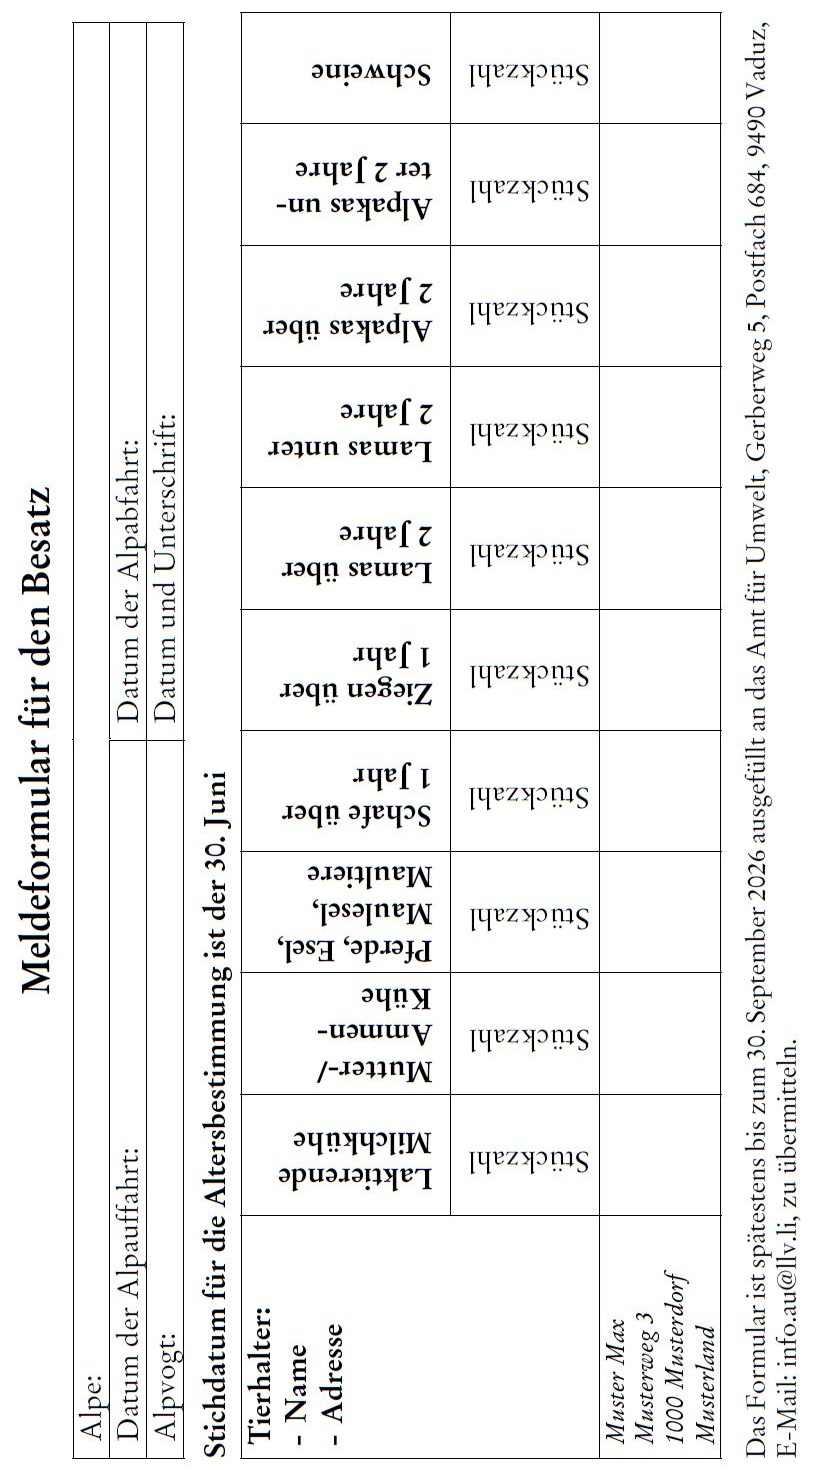 Meldeformular für den Besatz
Alpe:
Datum der Alpauffahrt:
Datum der Alpabfahrt:
Alpvogt:
Datum und Unterschrift:
Stichdatum für die Altersbestimmung ist der 30. Juni
Tierhalter:
- Name
- Adresse
Laktierende
Milchkühe
Mutter-/
Ammen-
Kühe
Pferde, Esel,
Maulesel,
Maultiere
Schafe über
1 Jahr
Ziegen über
1 Jahr
Lamas über
2 Jahre
Lamas unter
2 Jahre
Alpakas über
2 Jahre
Alpakas un-
ter 2 Jahre
Schweine
Stückzahl
Stückzahl
Stückzahl
Stückzahl
Stückzahl
Stückzahl
Stückzahl
Stückzahl
Stückzahl
Stückzahl
Muster Max
Musterweg 3
1000 Musterdorf
Musterland
Das Formular ist spätestens bis zum 30. September 2026 ausgefüllt an das Amt für Umwelt, Gerberweg 5, Postfach 684, 9490 Vaduz,
E-Mail: info.au@llv.li, zu übermitteln.